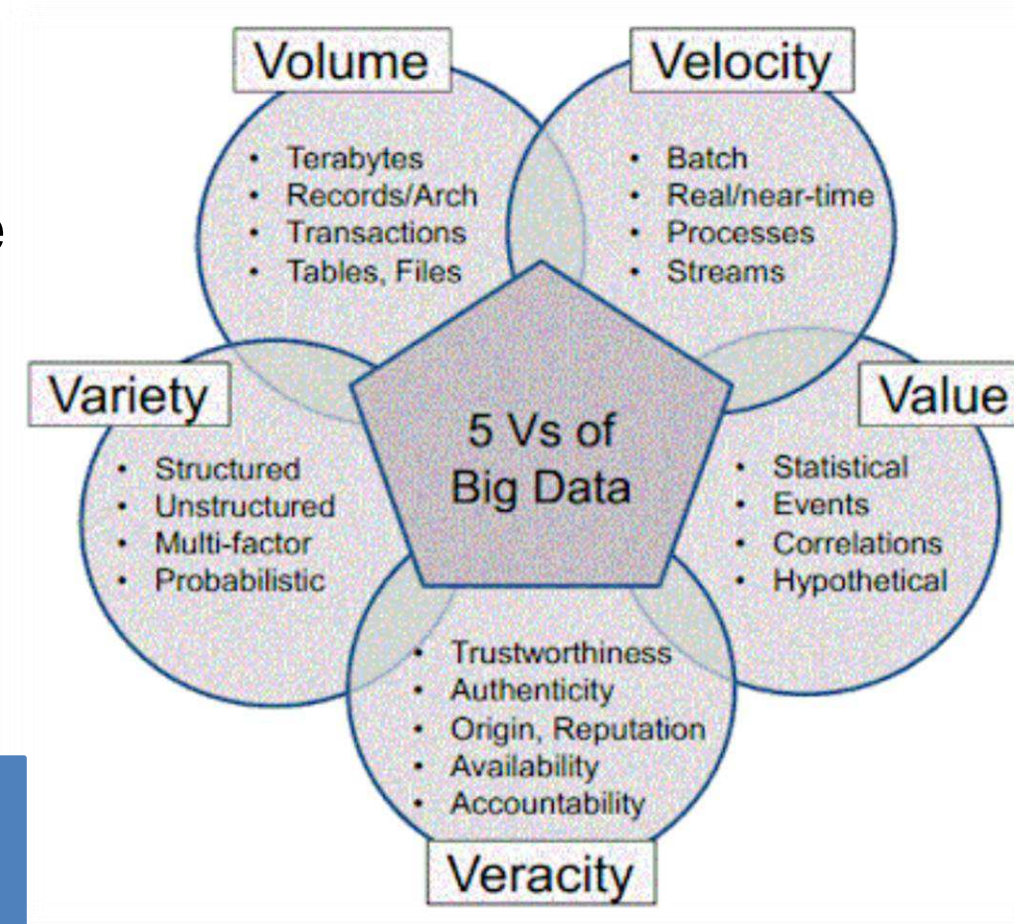 Volume
• Terabytes
• Records/Arch
• Transactions
• Tables, Files
Velocity
• Batch
• Real/near-time
• Processes
• Streams
e
Variety
• Structured
• Unstructured
• Multi-factor
• Probabilistic
5 Vs of
Big Data
Value
• Statistical
• Events
• Correlations
• Hypothetical
• Trustworthiness
• Authenticity
• Origin, Reputation
• Availability
• Accountability
Veracity